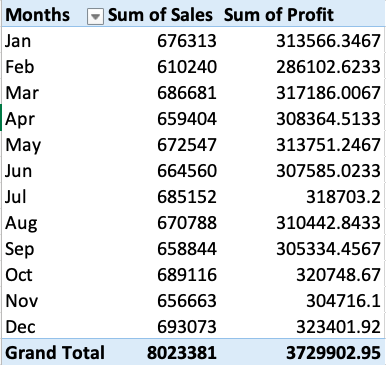 Months Sum of Sales Sum of Profit
Jan 676313 313566.3467
Feb 610240 286102.6233
Mar 686681 317186.0067
Apr 659404 308364.5133
May 672547 313751.2467
Jun 664560 307585.0233
Jul 685152 318703.2
Aug 670788 310442.8433
Sep 658844 305334.4567
Oct 689116 320748.67
Nov 656663 304716.1
Dec 693073 323401.92
Grand Total 8023381 3729902.95